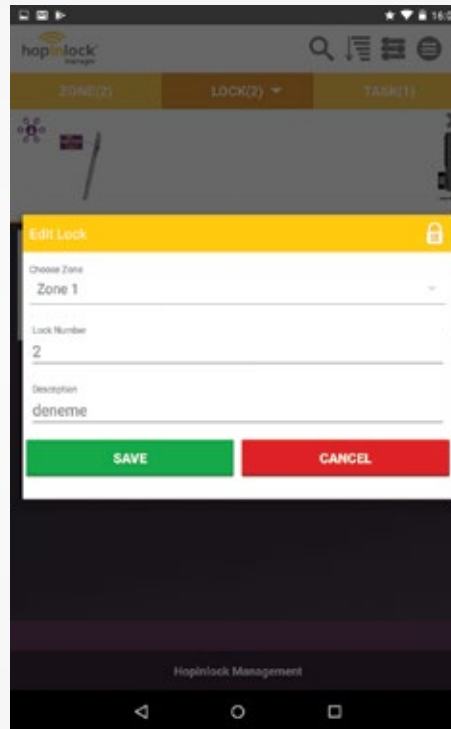 hopinlock
manager
ZONE(2)
LOCK(2)
TASK(1)
Edit Lock
Choose Zone
Zone 1
Lock Number
2
Description
deneme
SAVE
CANCEL
Hopinlock Management